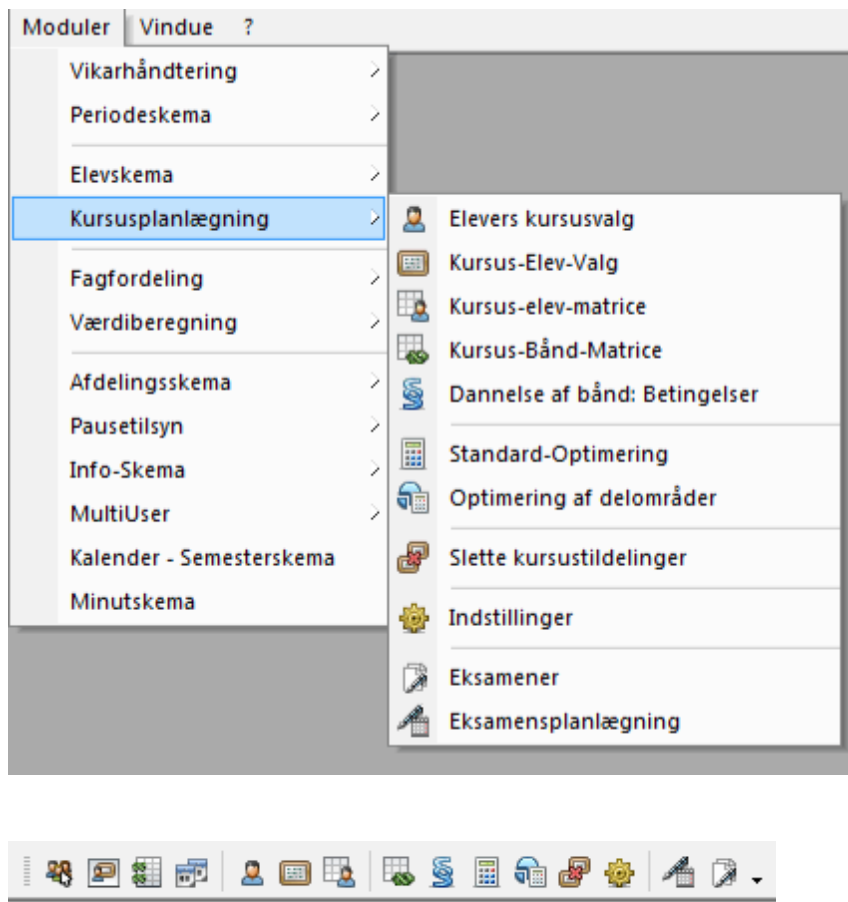 Moduler Vindue ?
Vikarhåndtering
Periodeskema
Elevskema
Kursusplanlægning
Fagfordeling
Værdiberegning
Afdelingsskema
Pausetilsyn
Info-Skema
MultiUser
Kalender - Semesterskema
Minutskema
Elevers kursusvalg
Kursus-Elev-Valg
Kursus-elev-matrice
Kursus-Bånd-Matrice
Dannelse af bånd: Betingelser
Standard-Optimering
Optimering af delområder
Slette kursustildelinger
Indstillinger
Eksamener
Eksamensplanlægning